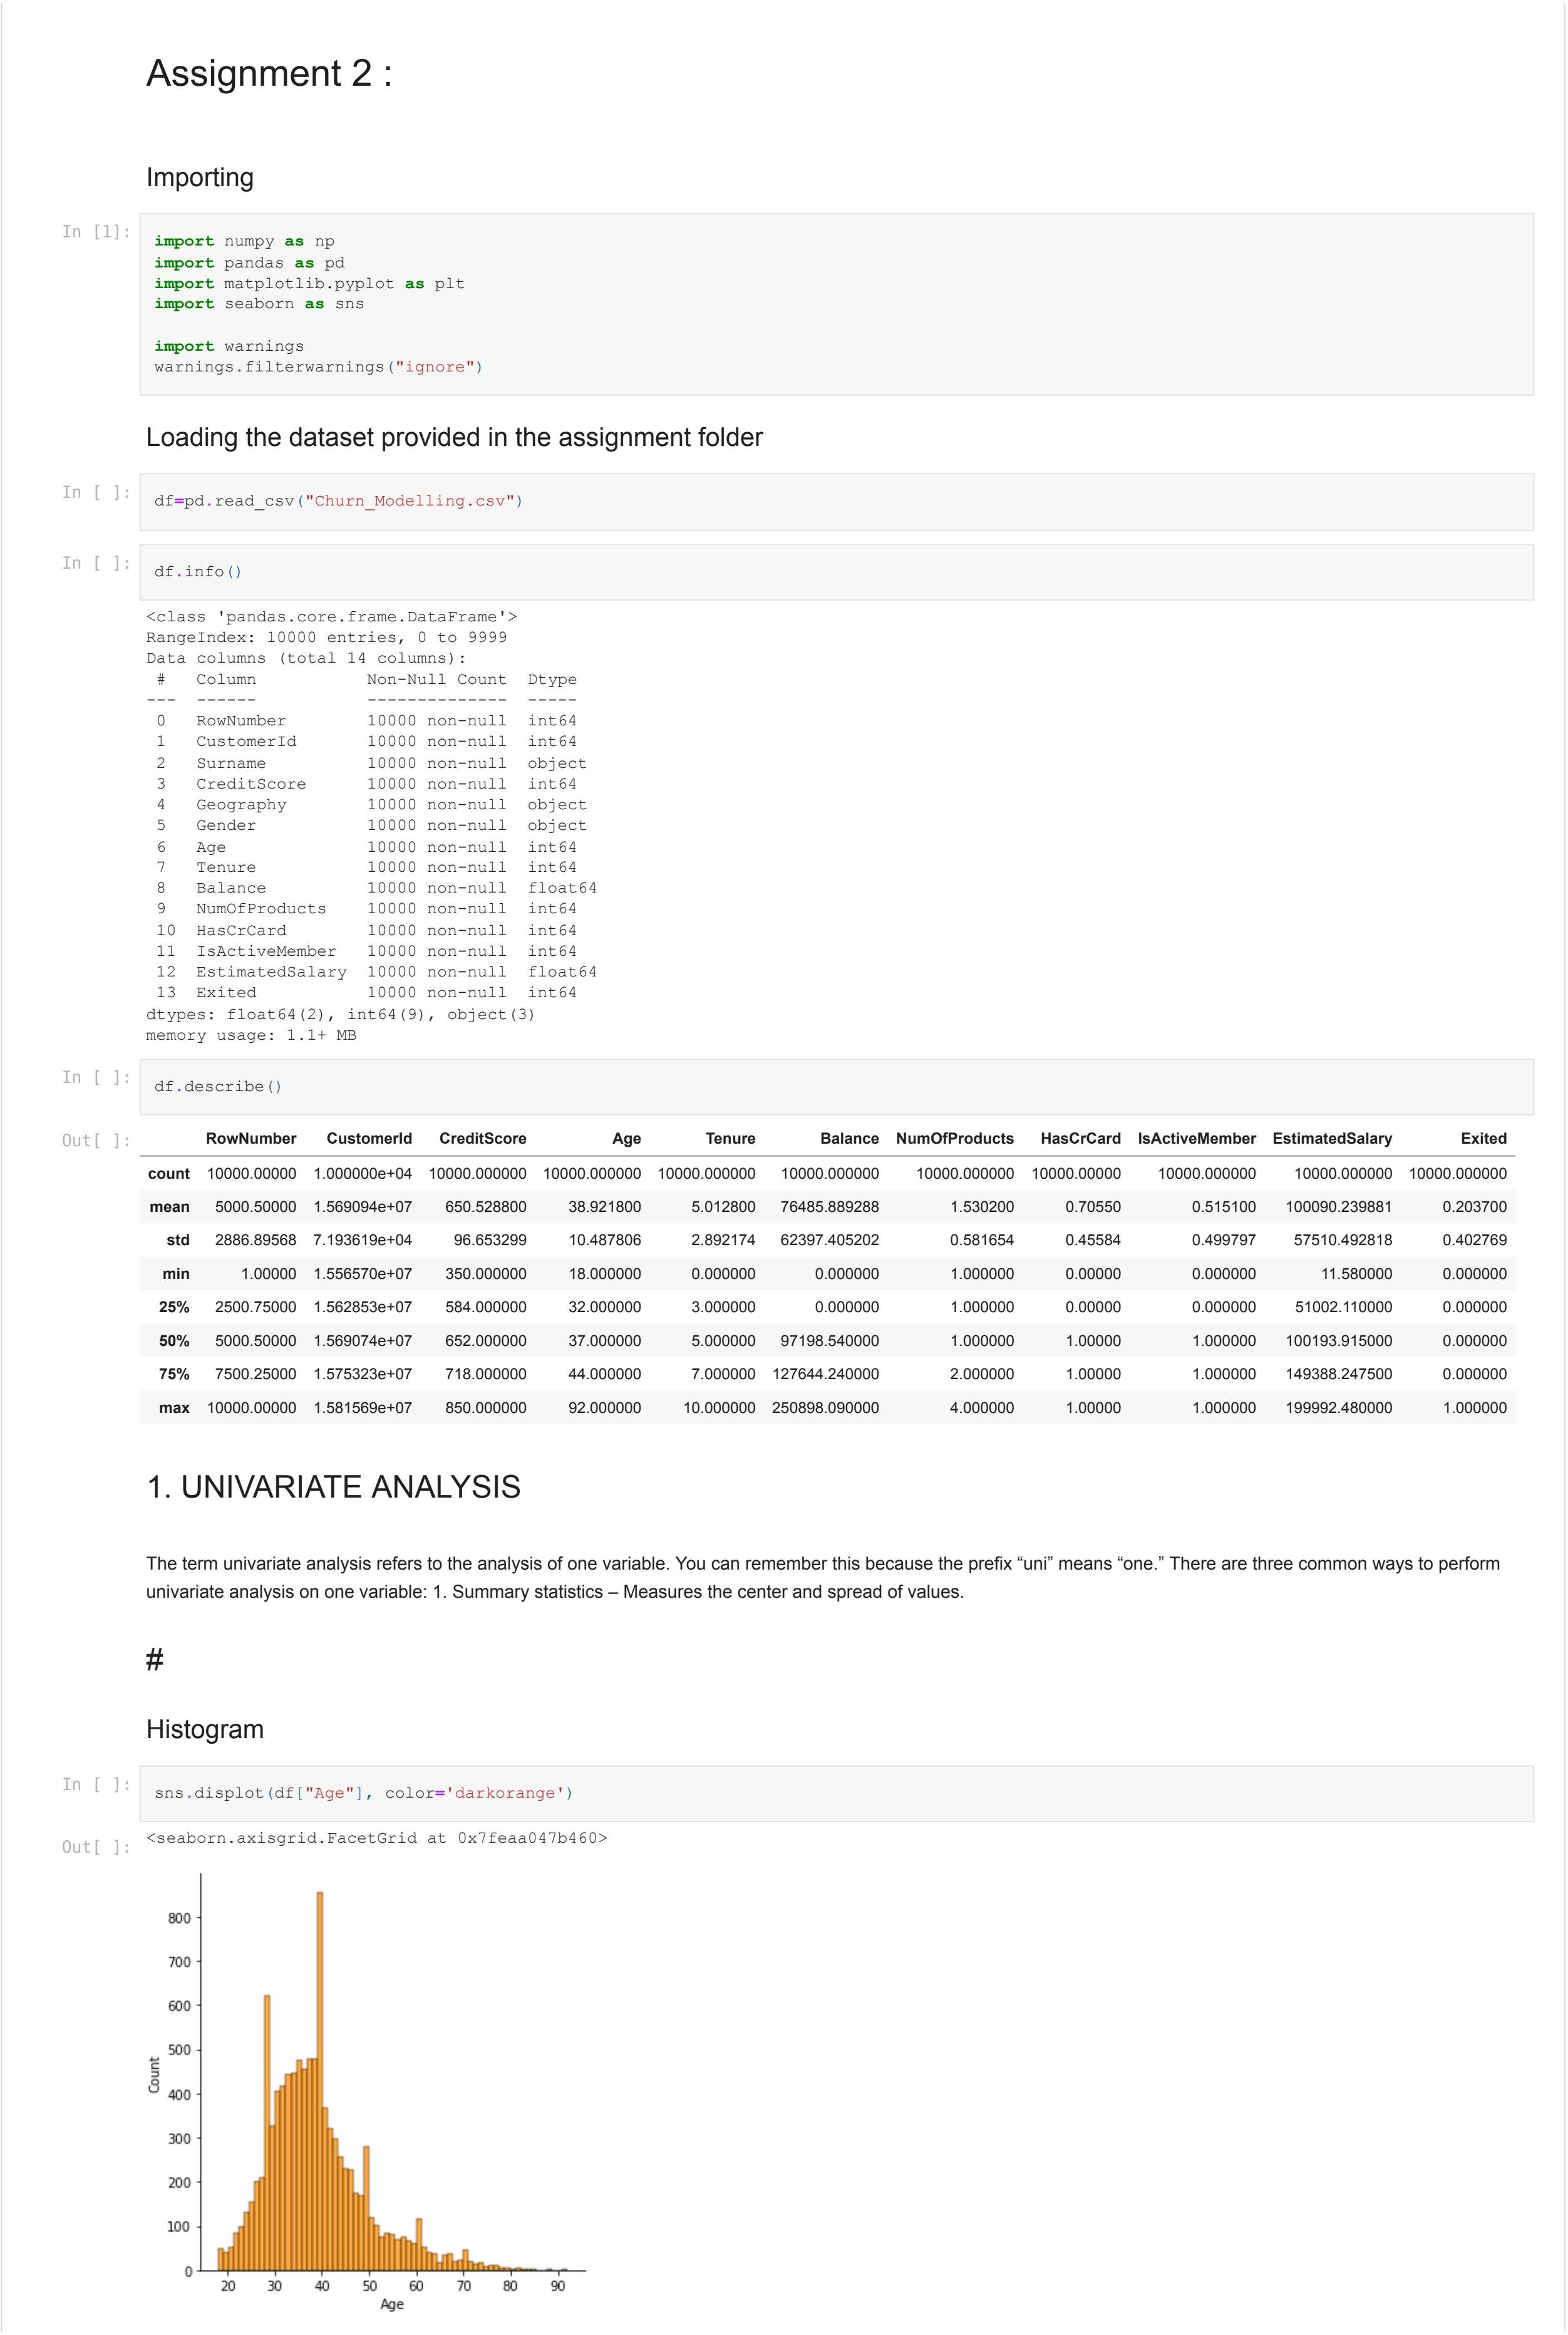 Assignment 2 :
Importing
In [1]:
import numpy as np
import pandas as pd
import matplotlib.pyplot as plt
import seaborn as sns
import warnings
warnings.filterwarnings("ignore")
Loading the dataset provided in the assignment folder
In [ ]:
df=pd.read_csv("Churn_Modelling.csv")
In [ ]:
df.info()
<class 'pandas.core.frame.DataFrame'>
RangeIndex: 10000 entries, 0 to 9999
Data columns (total 14 columns):
 #   Column           Non-Null Count  Dtype
---  ------           --------------  -----
 0   RowNumber        10000 non-null  int64
 1   CustomerId       10000 non-null  int64
 2   Surname          10000 non-null  object
 3   CreditScore      10000 non-null  int64
 4   Geography        10000 non-null  object
 5   Gender           10000 non-null  object
 6   Age              10000 non-null  int64
 7   Tenure           10000 non-null  int64
 8   Balance          10000 non-null  float64
 9   NumOfProducts    10000 non-null  int64
 10  HasCrCard        10000 non-null  int64
 11  IsActiveMember   10000 non-null  int64
 12  EstimatedSalary  10000 non-null  float64
 13  Exited           10000 non-null  int64
dtypes: float64(2), int64(9), object(3)
memory usage: 1.1+ MB
In [ ]:
df.describe()
Out[ ]:
RowNumber CustomerId CreditScore Age Tenure Balance NumOfProducts HasCrCard IsActiveMember EstimatedSalary Exited
count 10000.00000 1.000000e+04 10000.000000 10000.000000 10000.000000 10000.000000 10000.000000 10000.00000 10000.000000 10000.000000 10000.000000
mean 5000.50000 1.569094e+07 650.528800 38.921800 5.012800 76485.889288 1.530200 0.70550 0.515100 100090.239881 0.203700
std 2886.89568 7.193619e+04 96.653299 10.487806 2.892174 62397.405202 0.581654 0.45584 0.499797 57510.492818 0.402769
min 1.00000 1.556570e+07 350.000000 18.000000 0.000000 0.000000 1.000000 0.00000 0.000000 11.580000 0.000000
25% 2500.75000 1.562853e+07 584.000000 32.000000 3.000000 0.000000 1.000000 0.00000 0.000000 51002.110000 0.000000
50% 5000.50000 1.569074e+07 652.000000 37.000000 5.000000 97198.540000 1.000000 1.00000 1.000000 100193.915000 0.000000
75% 7500.25000 1.575323e+07 718.000000 44.000000 7.000000 127644.240000 2.000000 1.00000 1.000000 149388.247500 0.000000
max 10000.00000 1.581569e+07 850.000000 92.000000 10.000000 250898.090000 4.000000 1.00000 1.000000 199992.480000 1.000000
1. UNIVARIATE ANALYSIS
The term univariate analysis refers to the analysis of one variable. You can remember this because the prefix “uni” means “one.” There are three common ways to perform
univariate analysis on one variable: 1. Summary statistics – Measures the center and spread of values.
#
Histogram
In [ ]:
sns.displot(df["Age"], color='darkorange')
Out[ ]:
<seaborn.axisgrid.FacetGrid at 0x7feaa047b460>
800
700
600
500
400
300
200
100
0
Count
20 30 40 50 60 70 80 90
Age